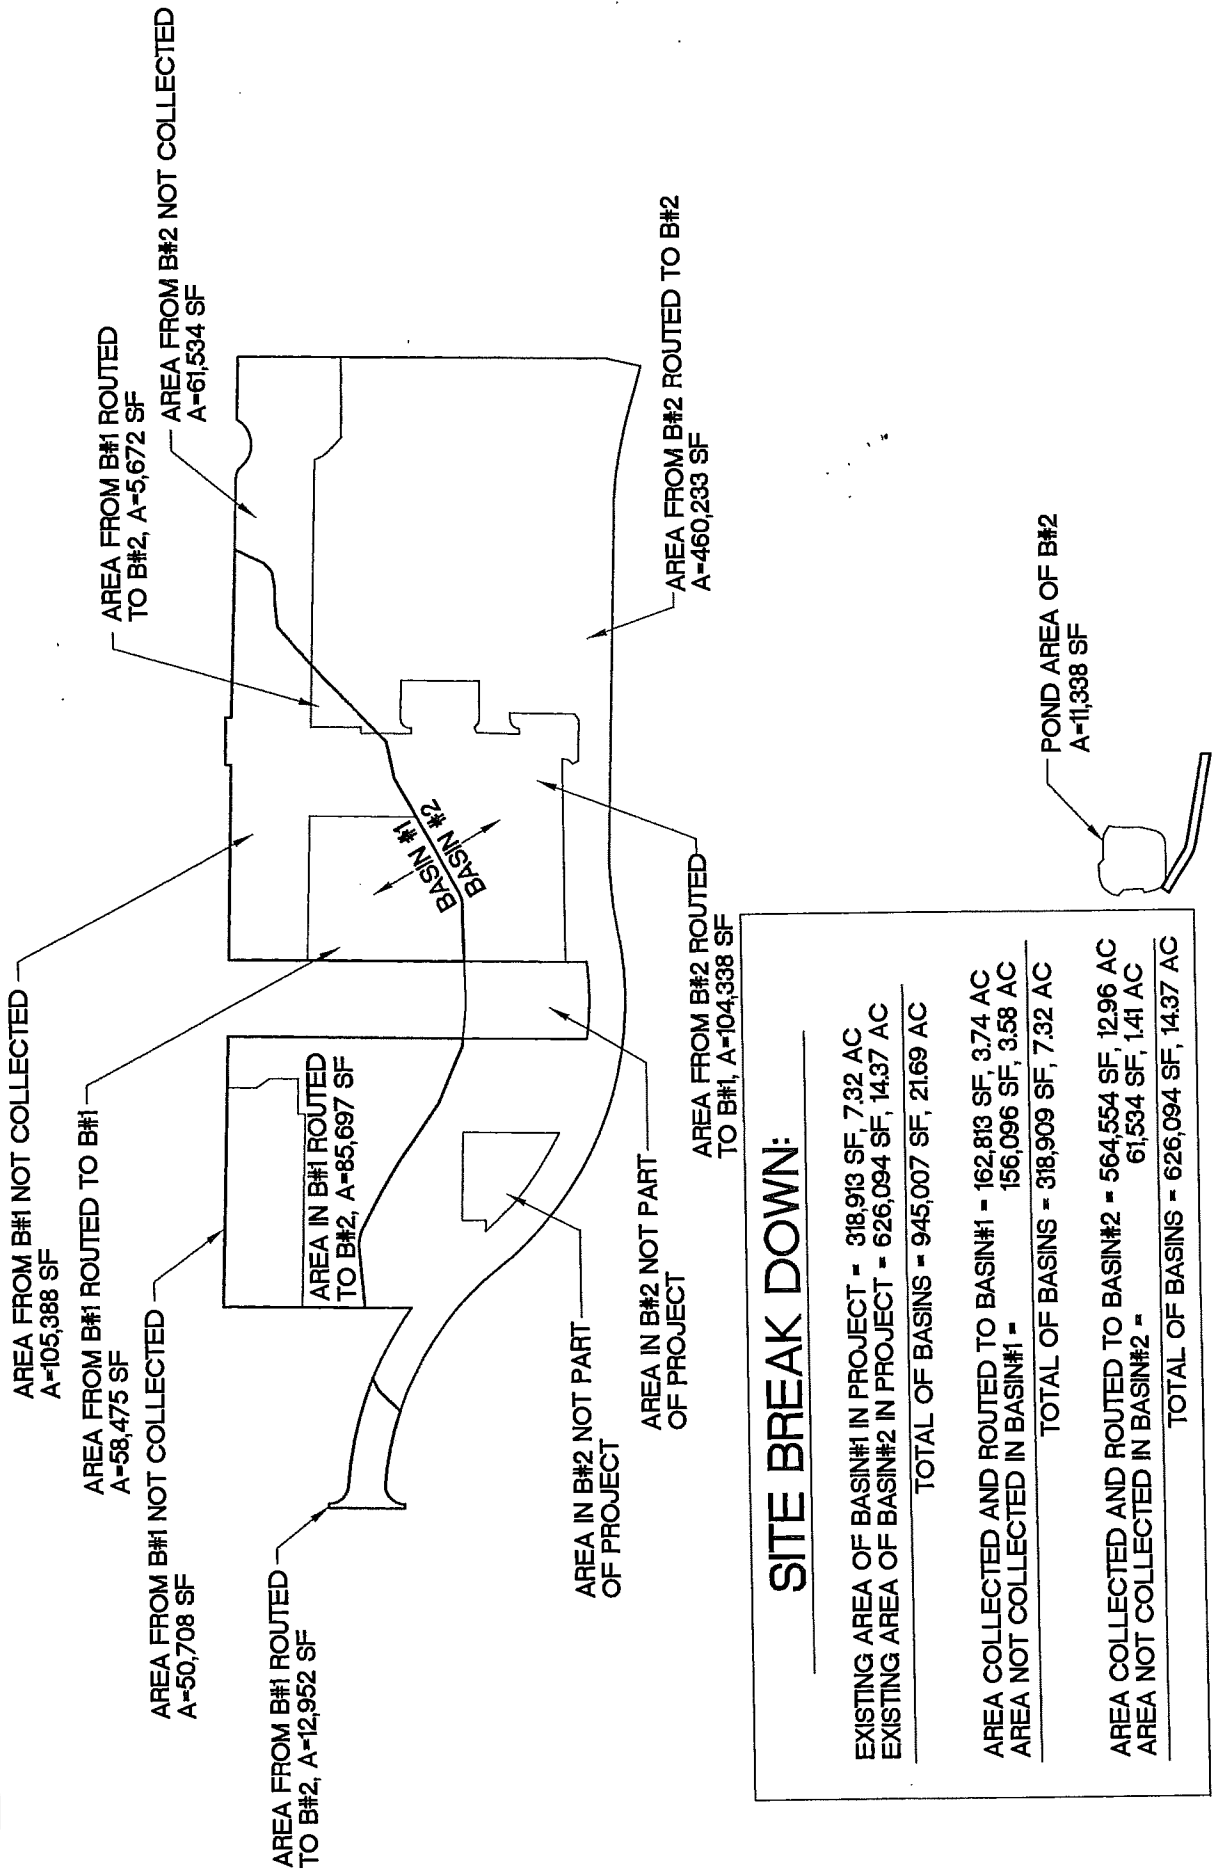 AREA FROM B#1 NOT COLLECTED
A=105,388 SF
AREA FROM B#1 ROUTED TO B#1
A=58,475 SF
AREA FROM B#1 NOT COLLECTED
A=50,708 SF
AREA FROM B#1 ROUTED
TO B#2, A=12,952 SF
AREA FROM B#1 ROUTED
TO B#2, A=5,672 SF
AREA FROM B#2 NOT COLLECTED
A=61,534 SF
AREA IN B#1 ROUTED
TO B#2, A=85,697 SF
BASIN #1
BASIN #2
AREA FROM B#2 ROUTED TO B#2
A=460,233 SF
AREA IN B#2 NOT PART
OF PROJECT
AREA IN B#2 NOT PART
OF PROJECT
AREA FROM B#2 ROUTED
TO B#1, A=104,338 SF
POND AREA OF B#2
A=11,338 SF
SITE BREAK DOWN:
EXISTING AREA OF BASIN#1 IN PROJECT = 318,913 SF, 7.32 AC
EXISTING AREA OF BASIN#2 IN PROJECT = 626,094 SF, 14.37 AC
TOTAL OF BASINS = 945,007 SF, 21.69 AC
AREA COLLECTED AND ROUTED TO BASIN#1 = 162,813 SF, 3.74 AC
AREA NOT COLLECTED IN BASIN#1 = 156,096 SF, 3.58 AC
TOTAL OF BASINS = 318,909 SF, 7.32 AC
AREA COLLECTED AND ROUTED TO BASIN#2 = 564,554 SF, 12.96 AC
AREA NOT COLLECTED IN BASIN#2 = 61,534 SF, 1.41 AC
TOTAL OF BASINS = 626,094 SF, 14.37 AC